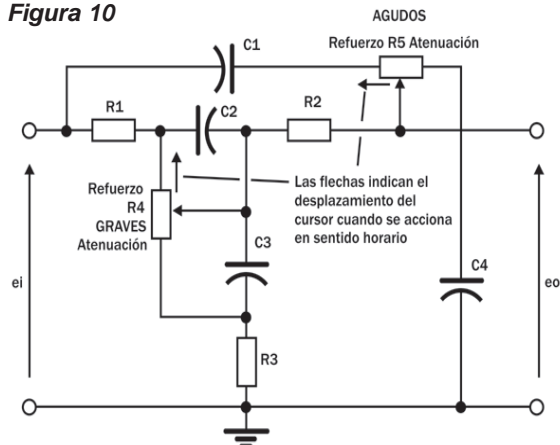 Figura 10
AGUDOS
Refuerzo R5 Atenuación
C1
R1
C2
R2
Refuerzo
R4
GRAVES
Atenuación
Las flechas indican el
desplazamiento del
cursor cuando se acciona
en sentido horario
C3
C4
ei
eo
R3